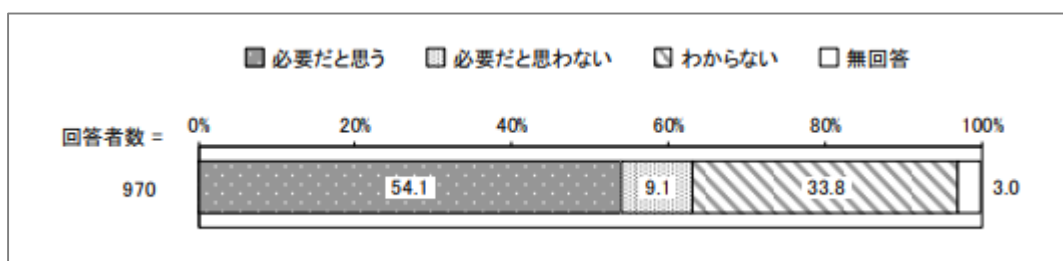 必要だと思う 必要だと思わない わからない 無回答
回答者数 = 0% 20% 40% 60% 80% 100%
970 54.1 9.1 33.8 3.0